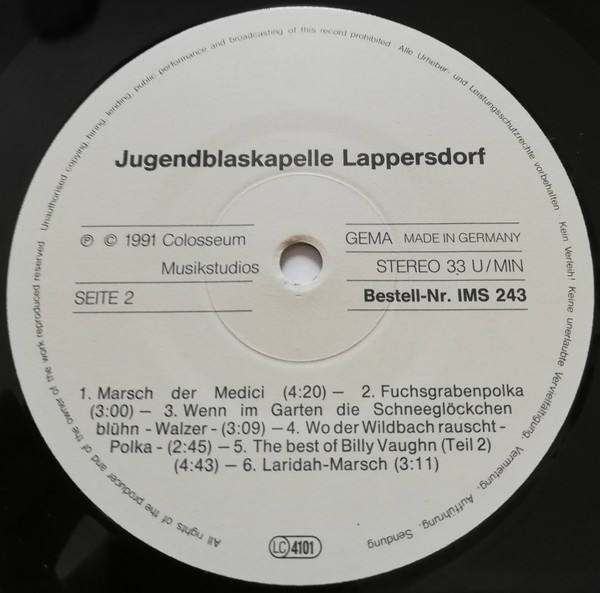 Jugendblaskapelle Lappersdorf
℗ © 1991 Colosseum
Musikstudios
SEITE 2
GEMA MADE IN GERMANY
STEREO 33 U/MIN
Bestell-Nr. IMS 243
1. Marsch der Medici (4:20) – 2. Fuchsgrabenpolka
(3:00) – 3. Wenn im Garten die Schneeglöckchen
blühn - Walzer - (3:09) – 4. Wo der Wildbach rauscht -
Polka - (2:45) – 5. The best of Billy Vaughn (Teil 2)
(4:43) – 6. Laridah-Marsch (3:11)
LC 4101
All rights of the producer and of the owner of the work reproduced reserved. Unauthorised copying, hiring, lending, public performance and broadcasting of this record prohibited. Alle Urheber- und Leistungsschutzrechte vorbehalten. Kein Verleih! Keine unerlaubte Vervielfältigung, Vermietung, Aufführung, Sendung